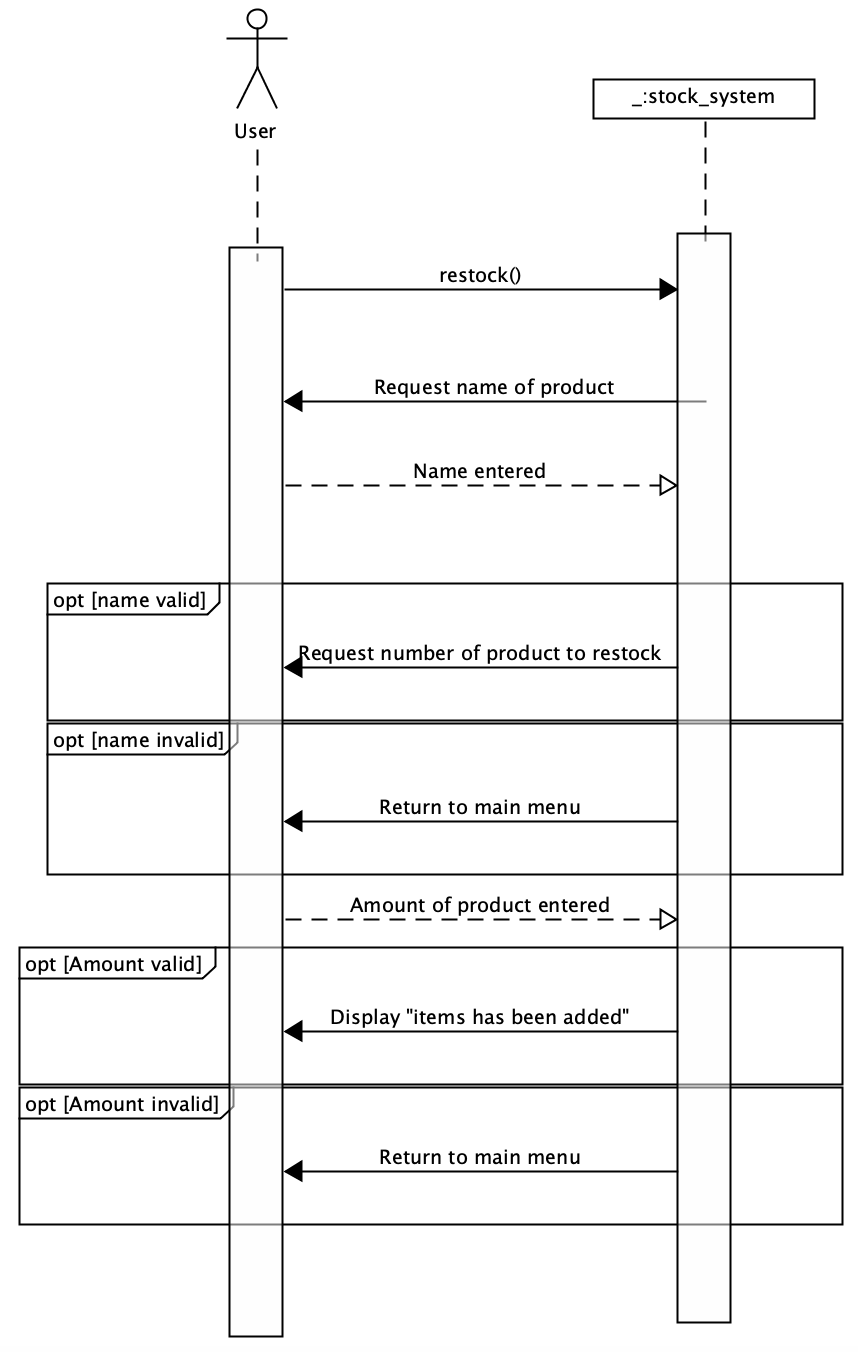 User
_:stock_system
restock()
Request name of product
Name entered
opt [name valid]
Request number of product to restock
opt [name invalid]
Return to main menu
Amount of product entered
opt [Amount valid]
Display "items has been added"
opt [Amount invalid]
Return to main menu